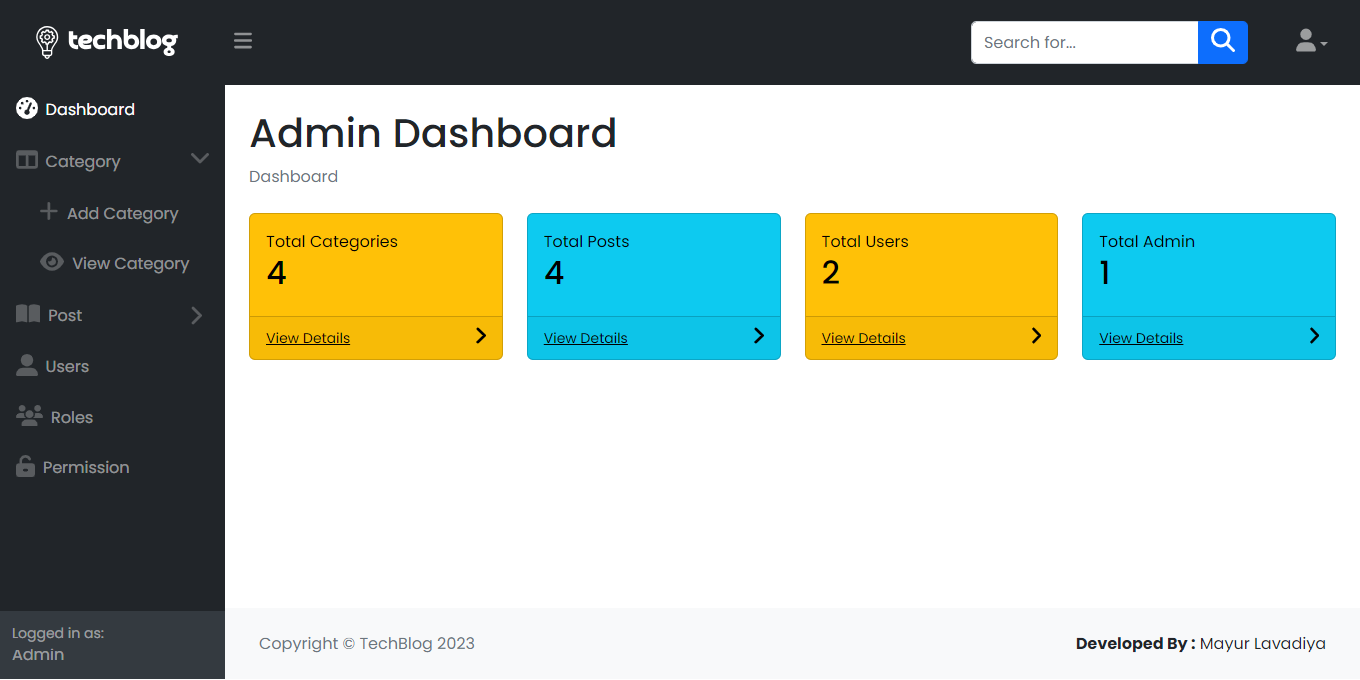 techblog
Search for...
Dashboard
Category
Add Category
View Category
Post
Users
Roles
Permission
Logged in as:
Admin
Admin Dashboard
Dashboard
Total Categories
4
View Details
Total Posts
4
View Details
Total Users
2
View Details
Total Admin
1
View Details
Copyright © TechBlog 2023
Developed By : Mayur Lavadiya